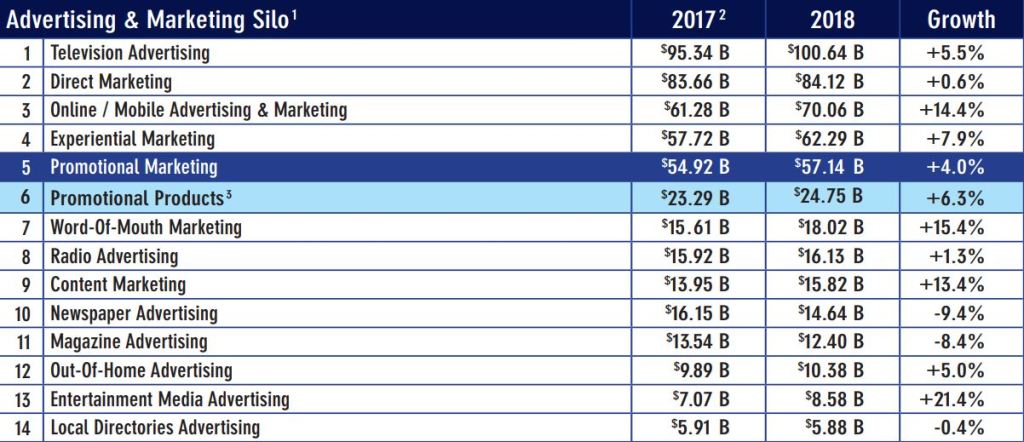 Advertising & Marketing Silo¹ 2017² 2018 Growth
1 Television Advertising $95.34 B $100.64 B +5.5%
2 Direct Marketing $83.66 B $84.12 B +0.6%
3 Online / Mobile Advertising & Marketing $61.28 B $70.06 B +14.4%
4 Experiential Marketing $57.72 B $62.29 B +7.9%
5 Promotional Marketing $54.92 B $57.14 B +4.0%
6 Promotional Products³ $23.29 B $24.75 B +6.3%
7 Word-Of-Mouth Marketing $15.61 B $18.02 B +15.4%
8 Radio Advertising $15.92 B $16.13 B +1.3%
9 Content Marketing $13.95 B $15.82 B +13.4%
10 Newspaper Advertising $16.15 B $14.64 B -9.4%
11 Magazine Advertising $13.54 B $12.40 B -8.4%
12 Out-Of-Home Advertising $9.89 B $10.38 B +5.0%
13 Entertainment Media Advertising $7.07 B $8.58 B +21.4%
14 Local Directories Advertising $5.91 B $5.88 B -0.4%